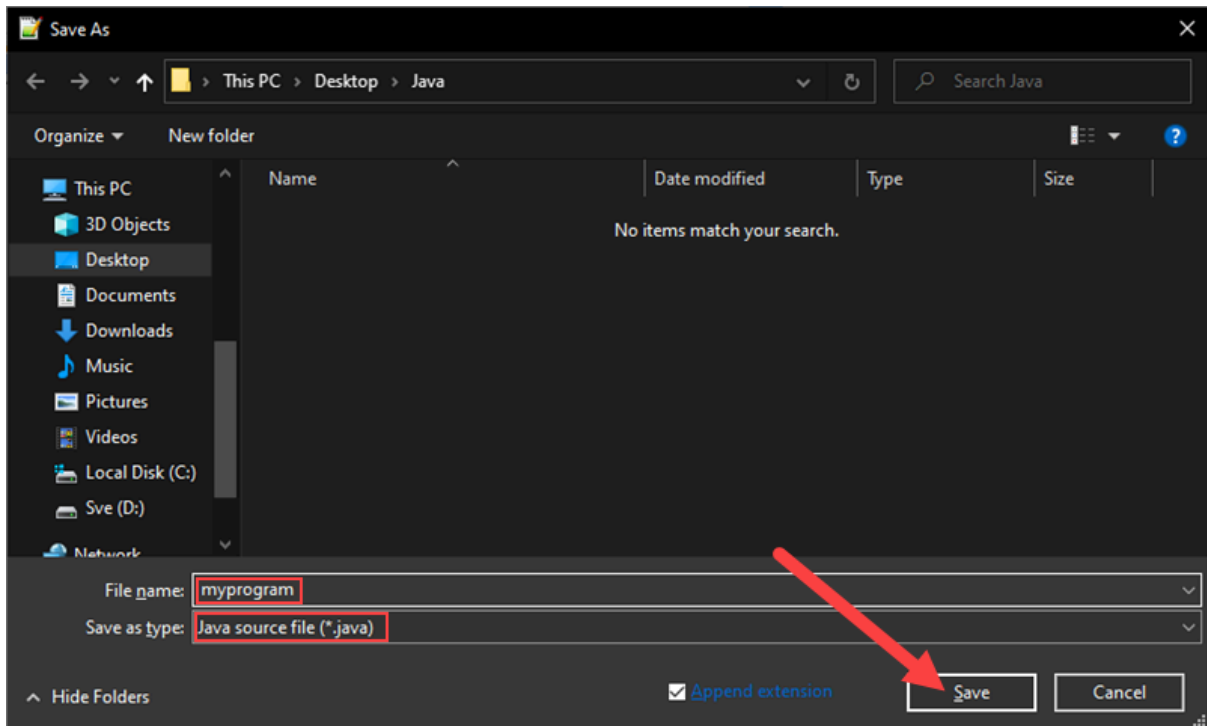 Save As
This PC > Desktop > Java
Search Java
Organize
New folder
?
Name
Date modified
Type
Size
No items match your search.
This PC
3D Objects
Desktop
Documents
Downloads
Music
Pictures
Videos
Local Disk (C:)
Sve (D:)
Network
File name: myprogram
Save as type: Java source file (*.java)
Hide Folders
Append extension
Save
Cancel